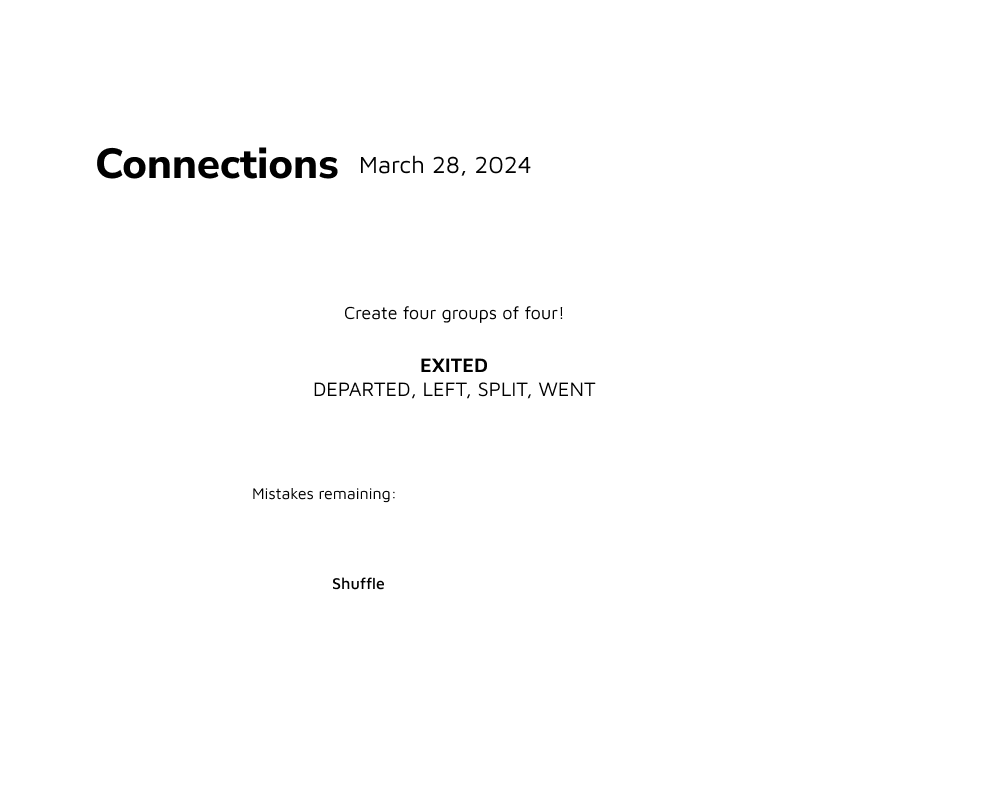 Connections March 28, 2024
Create four groups of four!
EXITED
DEPARTED, LEFT, SPLIT, WENT
Mistakes remaining:
Shuffle